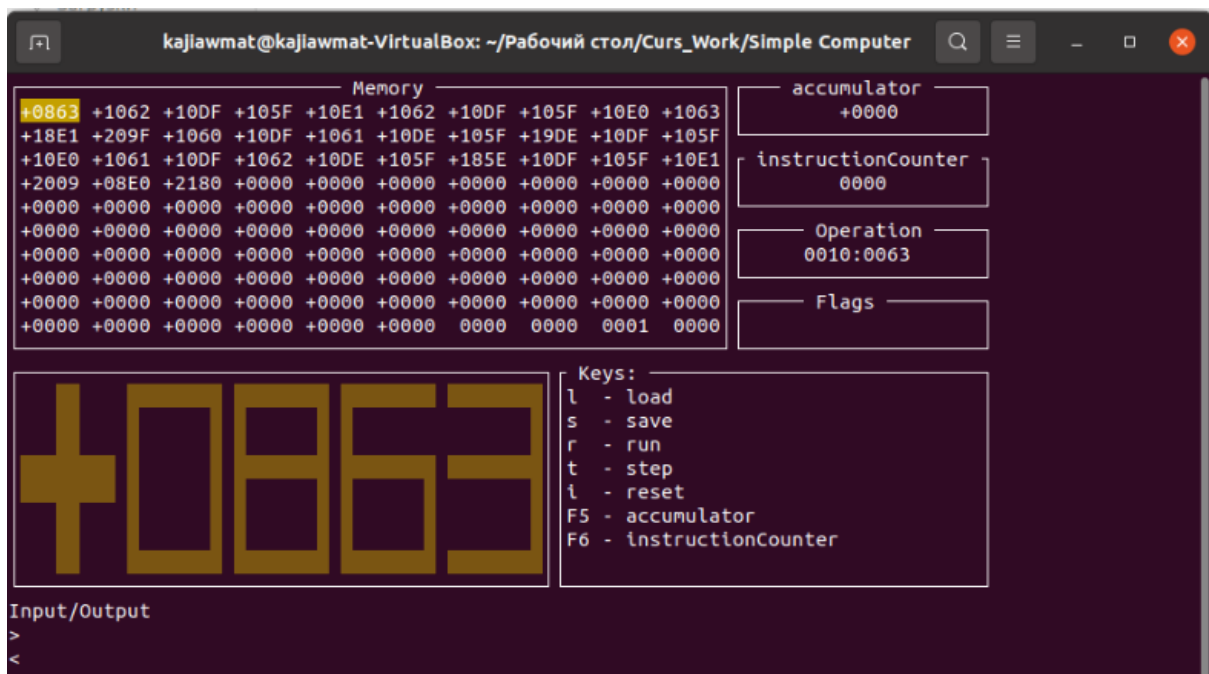 kajiawmat@kajiawmat-VirtualBox: ~/Рабочий стол/Curs_Work/Simple Computer
Memory
+0863 +1062 +10DF +105F +10E1 +1062 +10DF +105F +10E0 +1063
+18E1 +209F +1060 +10DF +1061 +10DE +105F +19DE +10DF +105F
+10E0 +1061 +10DF +1062 +10DE +105F +185E +10DF +105F +10E1
+2009 +08E0 +2180 +0000 +0000 +0000 +0000 +0000 +0000 +0000
+0000 +0000 +0000 +0000 +0000 +0000 +0000 +0000 +0000 +0000
+0000 +0000 +0000 +0000 +0000 +0000 +0000 +0000 +0000 +0000
+0000 +0000 +0000 +0000 +0000 +0000 +0000 +0000 +0000 +0000
+0000 +0000 +0000 +0000 +0000 +0000 +0000 +0000 +0000 +0000
+0000 +0000 +0000 +0000 +0000 +0000 +0000 +0000 +0000 +0000
+0000 +0000 +0000 +0000 +0000 +0000 0000 0000 0001 0000
accumulator
+0000
instructionCounter
0000
Operation
0010:0063
Flags
+0863
Keys:
l - load
s - save
r - run
t - step
i - reset
F5 - accumulator
F6 - instructionCounter
Input/Output
>
<